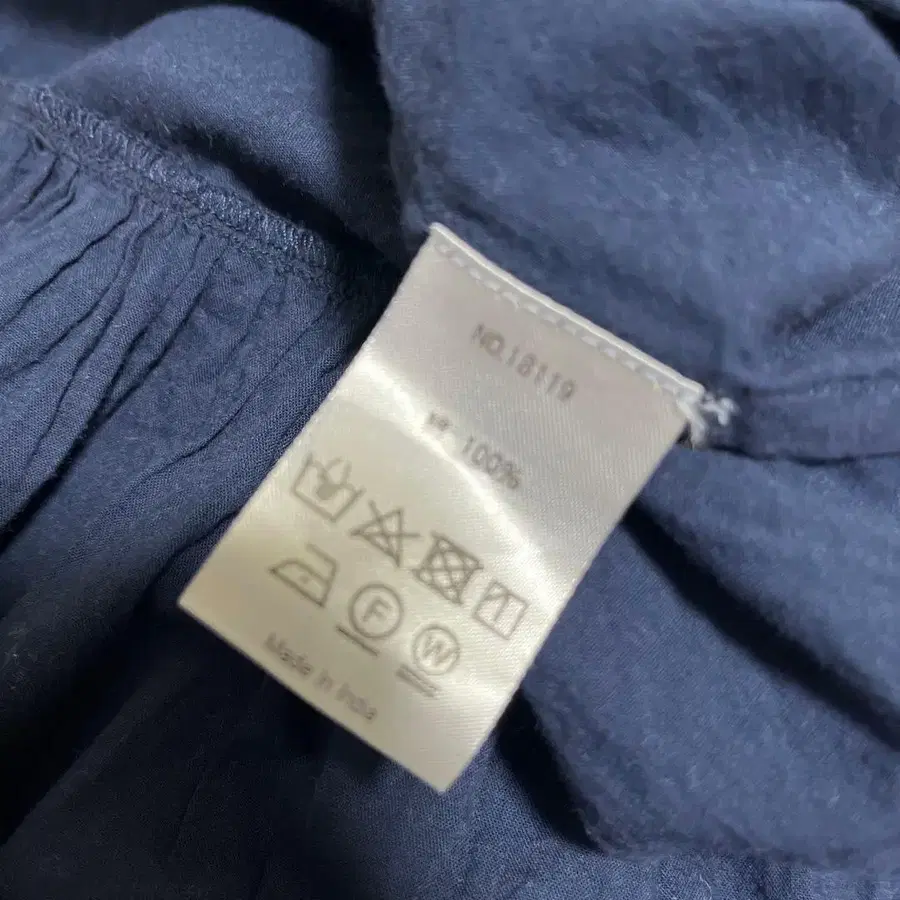 NO.18119
綿 100%
F
W
Made in India